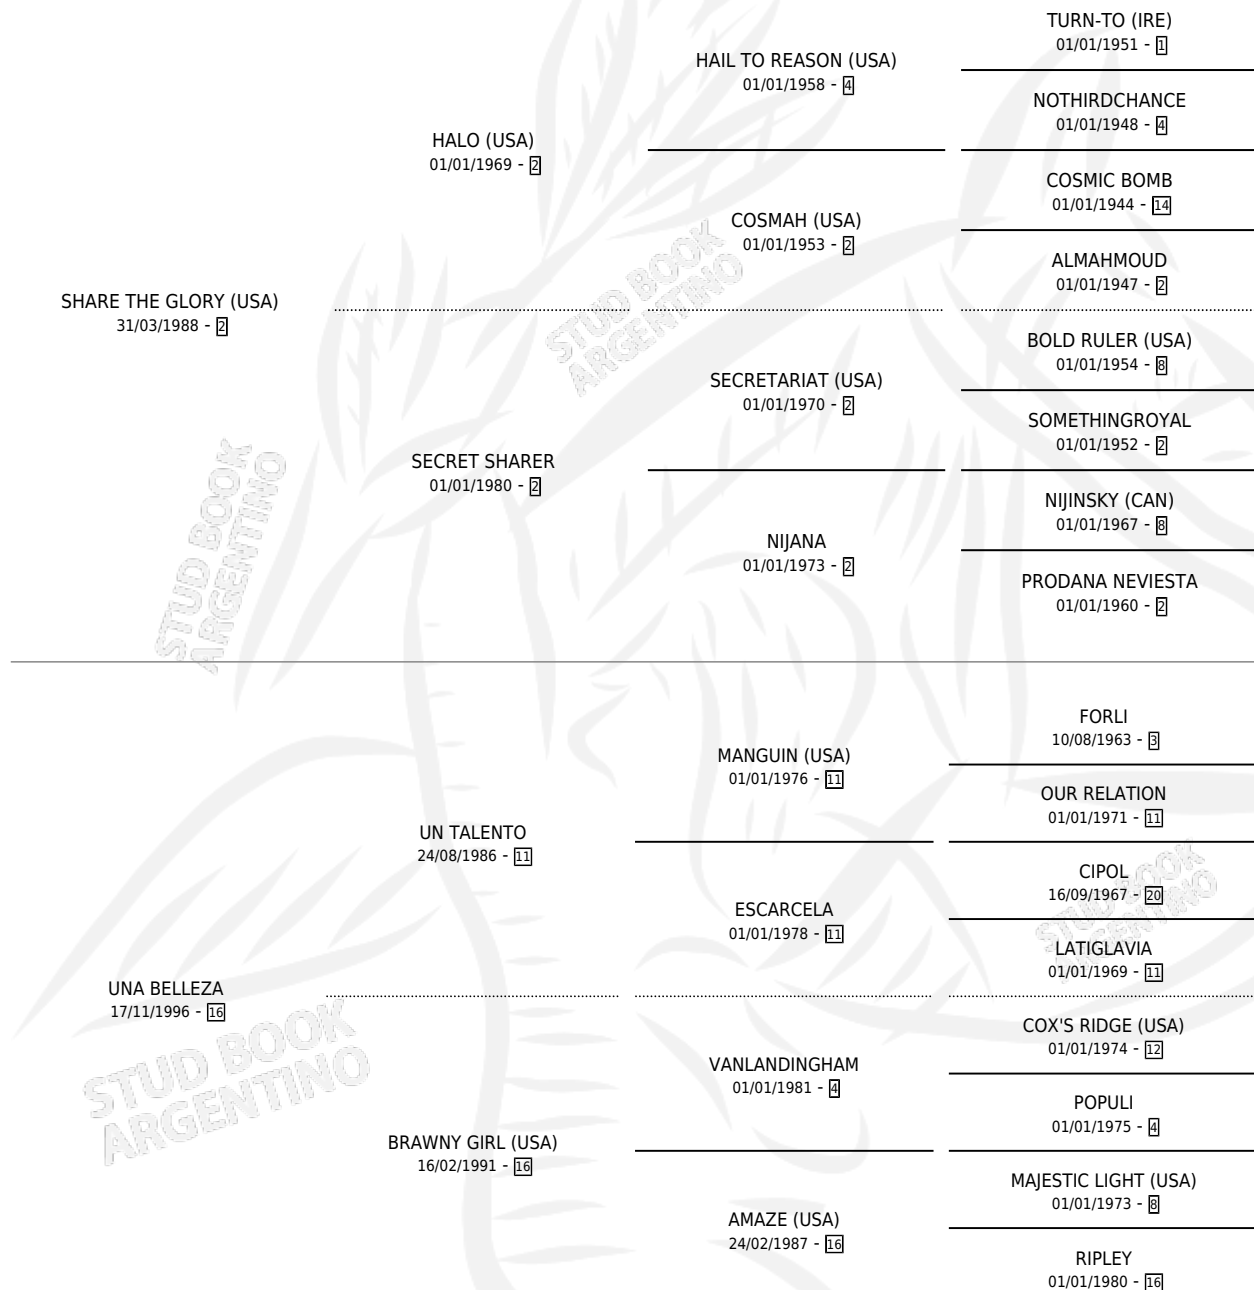 TURN-TO (IRE)
01/01/1951 - 1
HAIL TO REASON (USA)
01/01/1958 - 4
NOTHIRDCHANCE
01/01/1948 - 4
HALO (USA)
01/01/1969 - 2
COSMIC BOMB
01/01/1944 - 14
COSMAH (USA)
01/01/1953 - 2
ALMAHMOUD
01/01/1947 - 2
SHARE THE GLORY (USA)
31/03/1988 - 2
STUD BOOK
ARGENTINO
BOLD RULER (USA)
01/01/1954 - 8
SECRETARIAT (USA)
01/01/1970 - 2
SOMETHINGROYAL
01/01/1952 - 2
SECRET SHARER
01/01/1980 - 2
NIJINSKY (CAN)
01/01/1967 - 8
NIJANA
01/01/1973 - 2
PRODANA NEVIESTA
01/01/1960 - 2
STUD BOOK
ARGENTINO
FORLI
10/08/1963 - 3
MANGUIN (USA)
01/01/1976 - 11
OUR RELATION
01/01/1971 - 11
UN TALENTO
24/08/1986 - 11
CIPOL
16/09/1967 - 20
ESCARCELA
01/01/1978 - 11
STUD BOOK
ARGENTINO
LATIGLAVIA
01/01/1969 - 11
UNA BELLEZA
17/11/1996 - 16
STUD BOOK
ARGENTINO
COX'S RIDGE (USA)
01/01/1974 - 12
VANLANDINGHAM
01/01/1981 - 4
POPULI
01/01/1975 - 4
BRAWNY GIRL (USA)
16/02/1991 - 16
MAJESTIC LIGHT (USA)
01/01/1973 - 8
AMAZE (USA)
24/02/1987 - 16
RIPLEY
01/01/1980 - 16